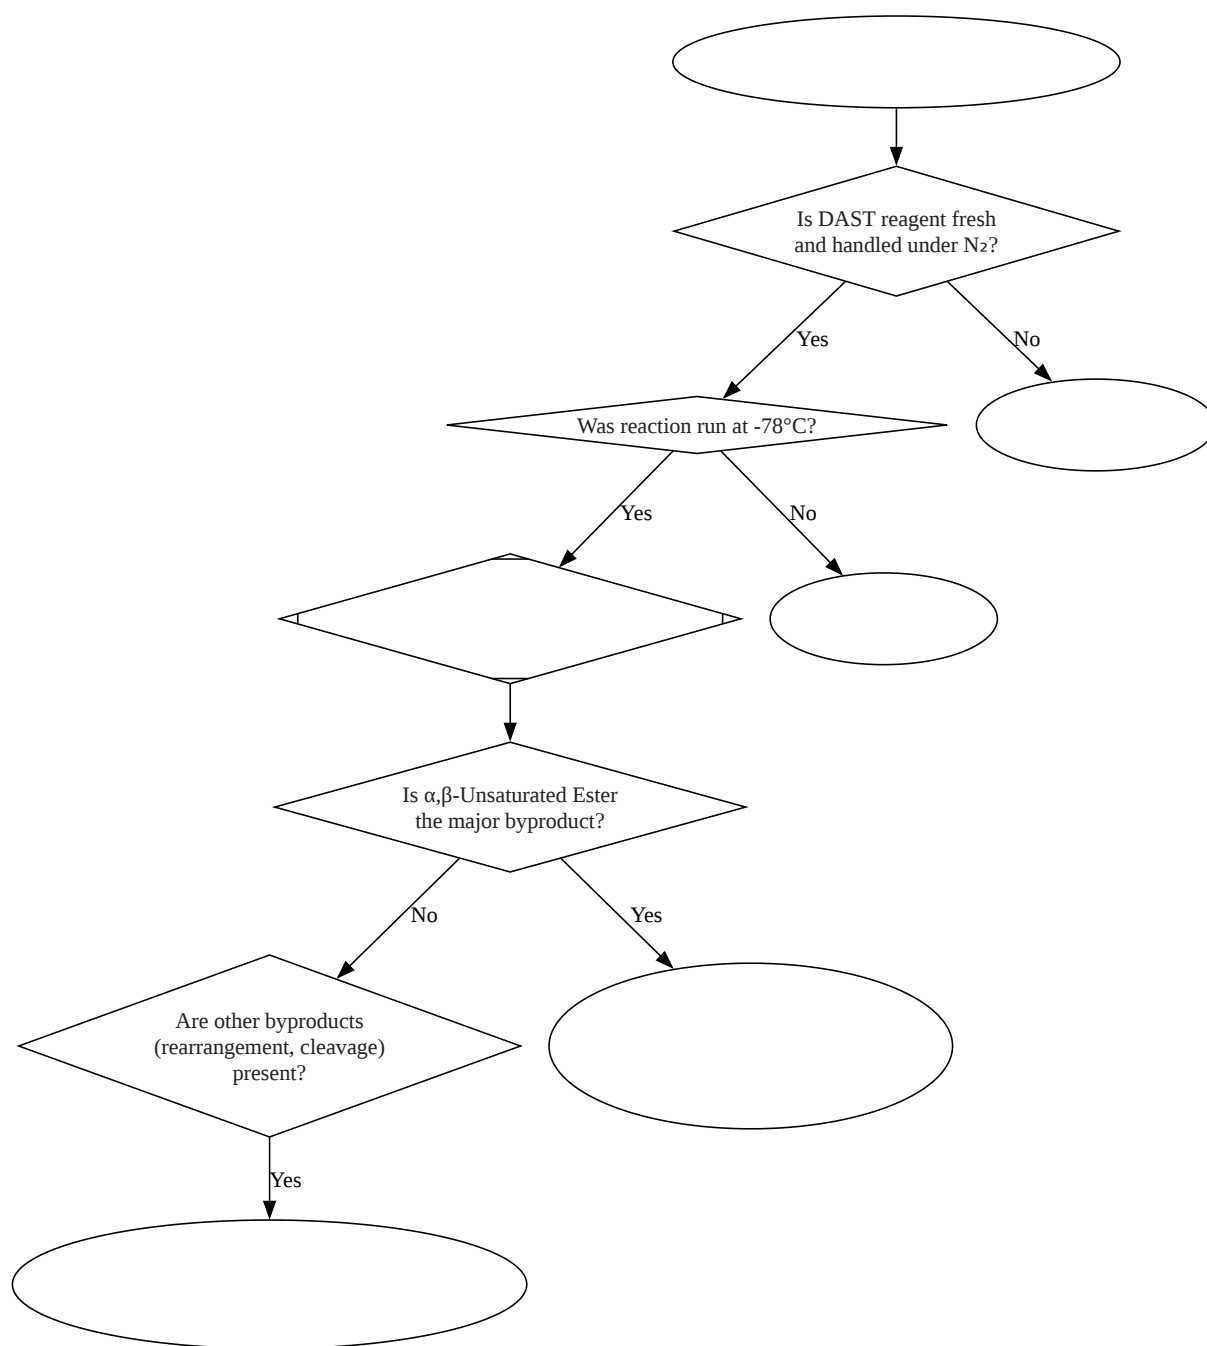 Is DAST reagent fresh
and handled under N₂?
Yes
No
Was reaction run at -78°C?
Yes
No
Is α,β-Unsaturated Ester
the major byproduct?
No
Yes
Are other byproducts
(rearrangement, cleavage)
present?
Yes